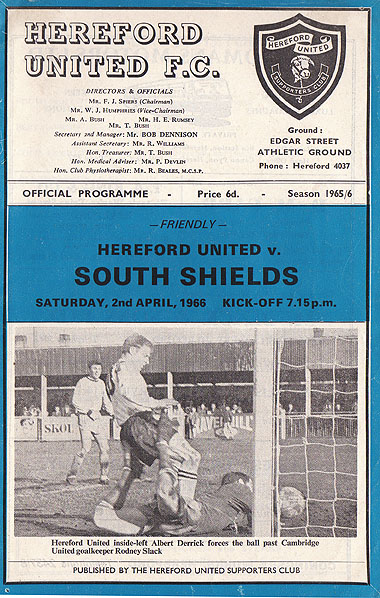 HEREFORD
UNITED F.C.
DIRECTORS & OFFICIALS
MR. F. J. SPIERS (Chairman)
MR. W. J. HUMPHRIES (Vice-Chairman)
MR. A. BUSH MR. H. E. RUMSEY
MR. T. BUSH
Secretary and Manager: MR. BOB DENNISON
Assistant Secretary: MR. R. WILLIAMS
Hon. Treasurer: MR. T. BUSH
Hon. Medical Adviser: MR. P. DEVLIN
Hon. Club Physiotherapist: MR. R. BEALES, M.C.S.P.
HEREFORD
UNITED
SUPPORTERS CLUB
Ground:
EDGAR STREET
ATHLETIC GROUND
Phone: Hereford 4037
OFFICIAL PROGRAMME - Price 6d. - Season 1965/6
—FRIENDLY—
HEREFORD UNITED v.
SOUTH SHIELDS
SATURDAY, 2nd APRIL, 1966 KICK-OFF 7.15 p.m.
SKOL
Hereford United inside-left Albert Derrick forces the ball past Cambridge
United goalkeeper Rodney Slack
PUBLISHED BY THE HEREFORD UNITED SUPPORTERS CLUB